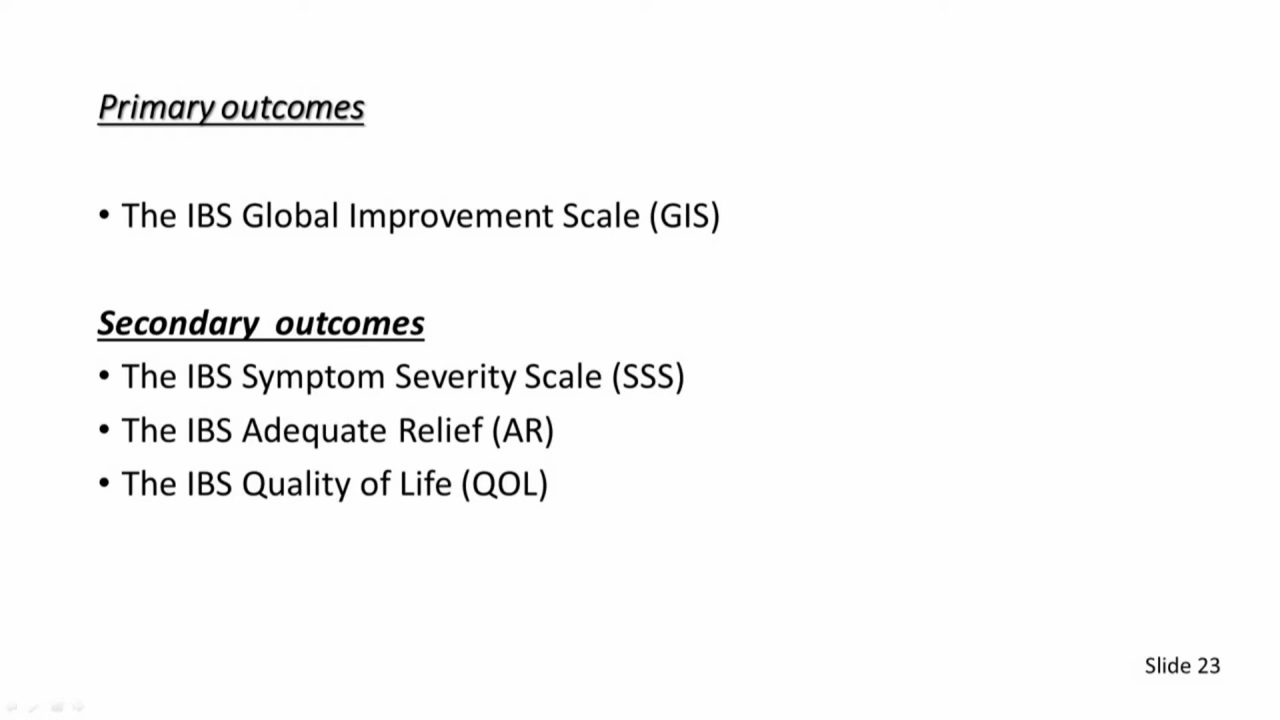 Primary outcomes
• The IBS Global Improvement Scale (GIS)
Secondary outcomes
• The IBS Symptom Severity Scale (SSS)
• The IBS Adequate Relief (AR)
• The IBS Quality of Life (QOL)
Slide 23